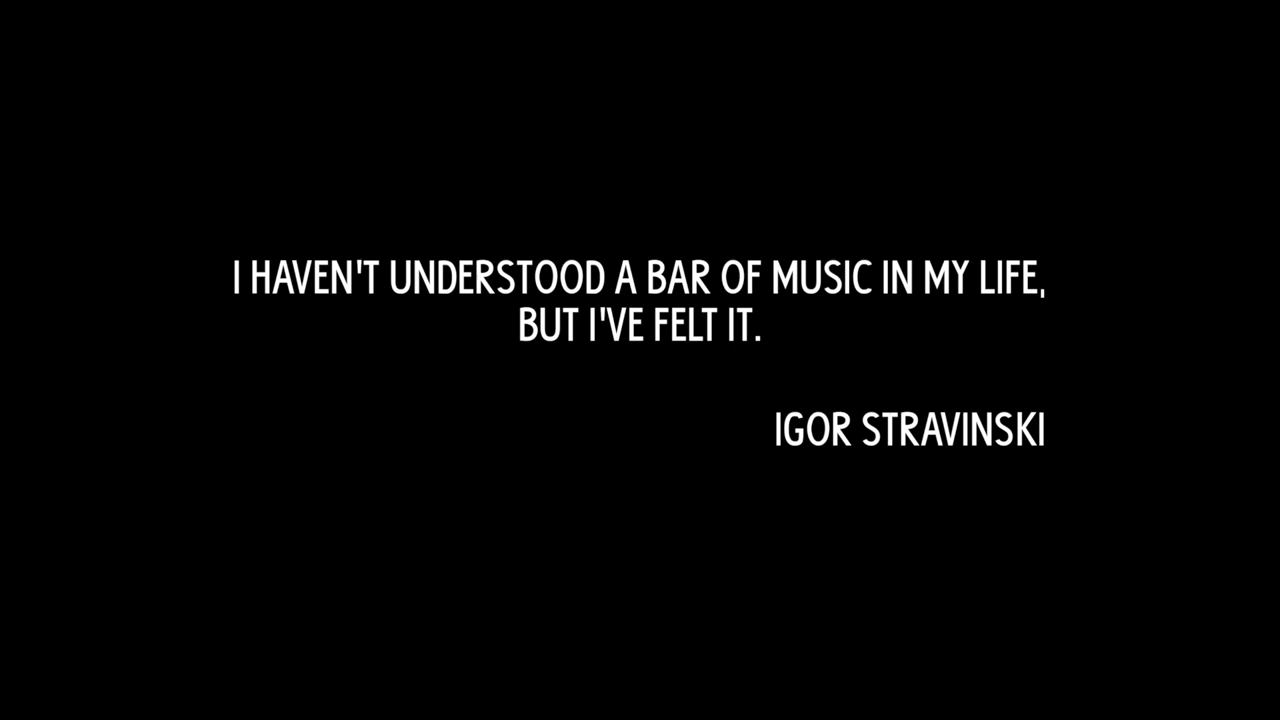 I HAVEN'T UNDERSTOOD A BAR OF MUSIC IN MY LIFE,
BUT I'VE FELT IT.
IGOR STRAVINSKI